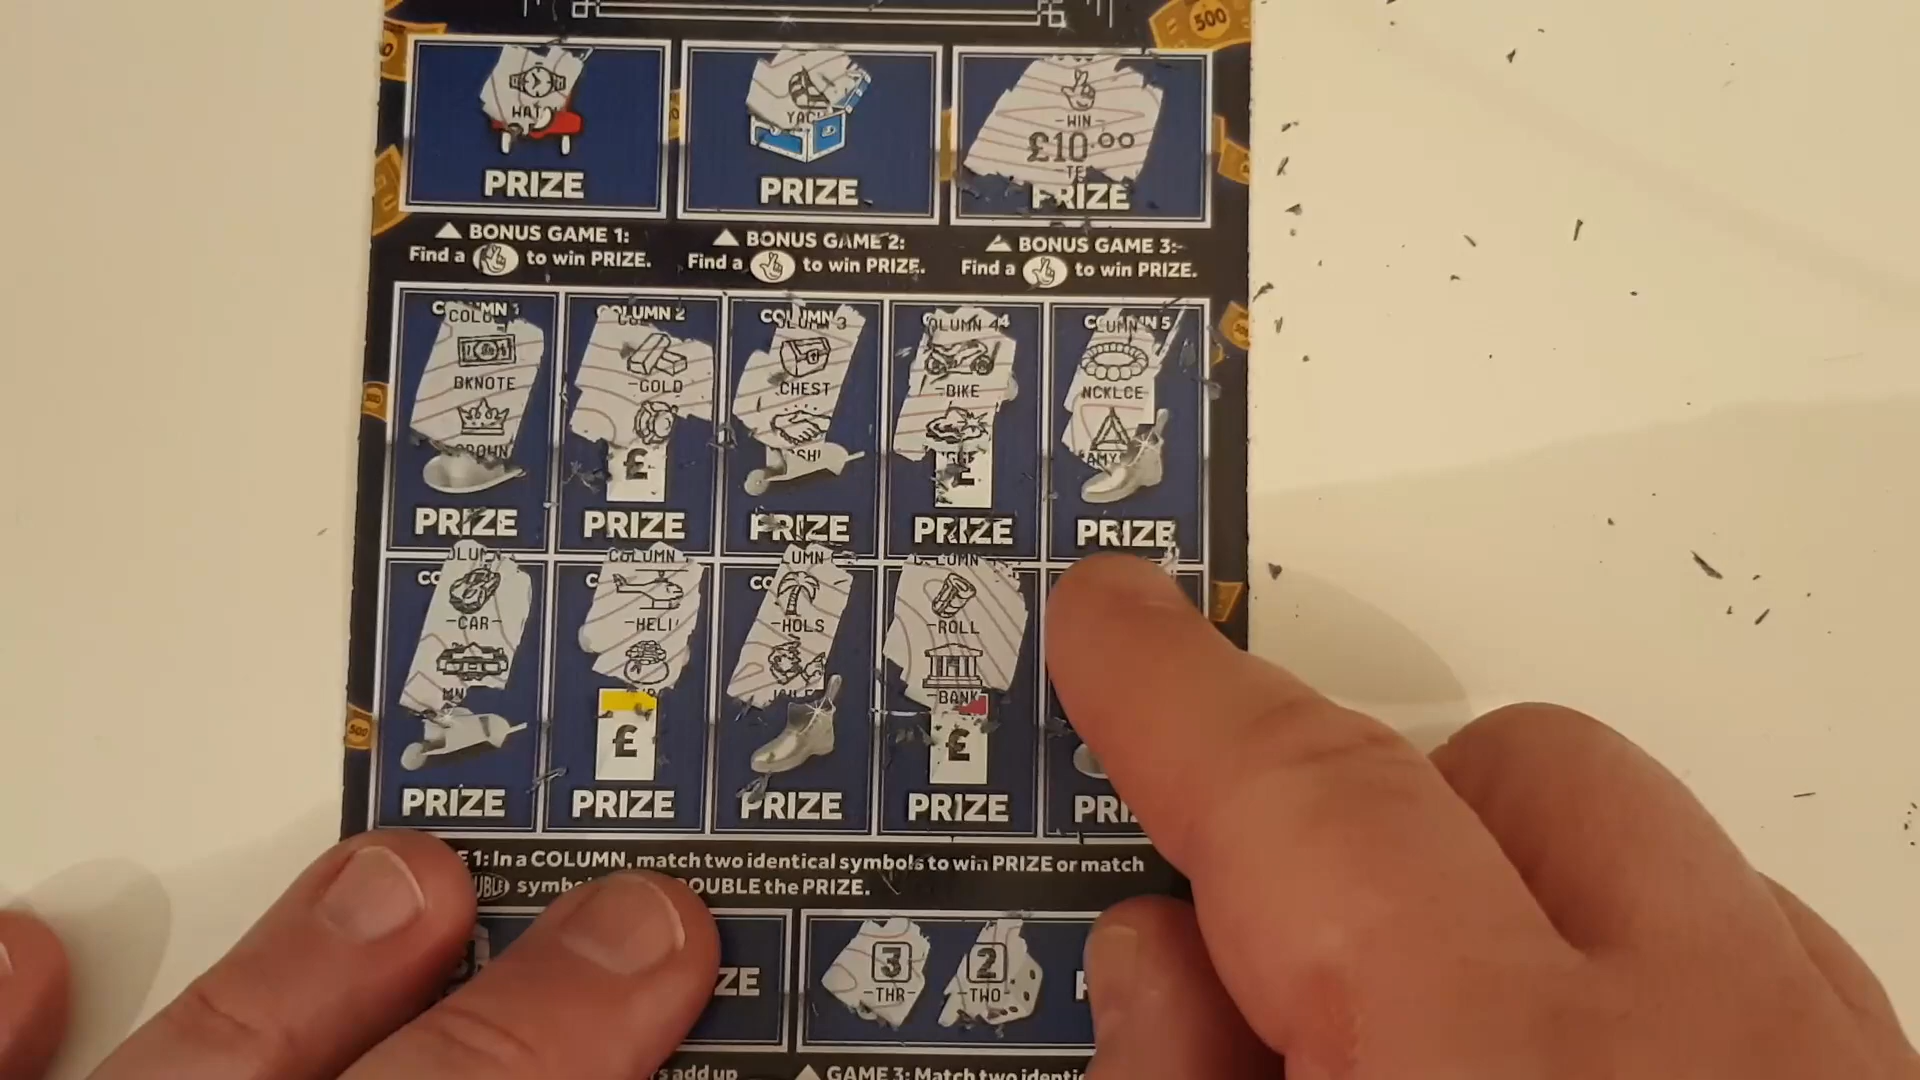 500
WIN
£10.00
PRIZE PRIZE PRIZE
BONUS GAME 1: BONUS GAME 2: BONUS GAME 3:
Find a to win PRIZE. Find a to win PRIZE. Find a to win PRIZE.
COLUMN 2 COLUMN 3
BKNOTE GOLD CHEST BIKE NCKLCE
£ £
PRIZE PRIZE PRIZE PRIZE PRIZE
COLUMN
CAR HELI HOLS ROLL
BANK
£ £
PRIZE PRIZE PRIZE PRIZE
1: In a COLUMN, match two identical symbols to win PRIZE or match
DOUBLE the PRIZE.
3 2
THR TWO
s add up GAME 3: Match two